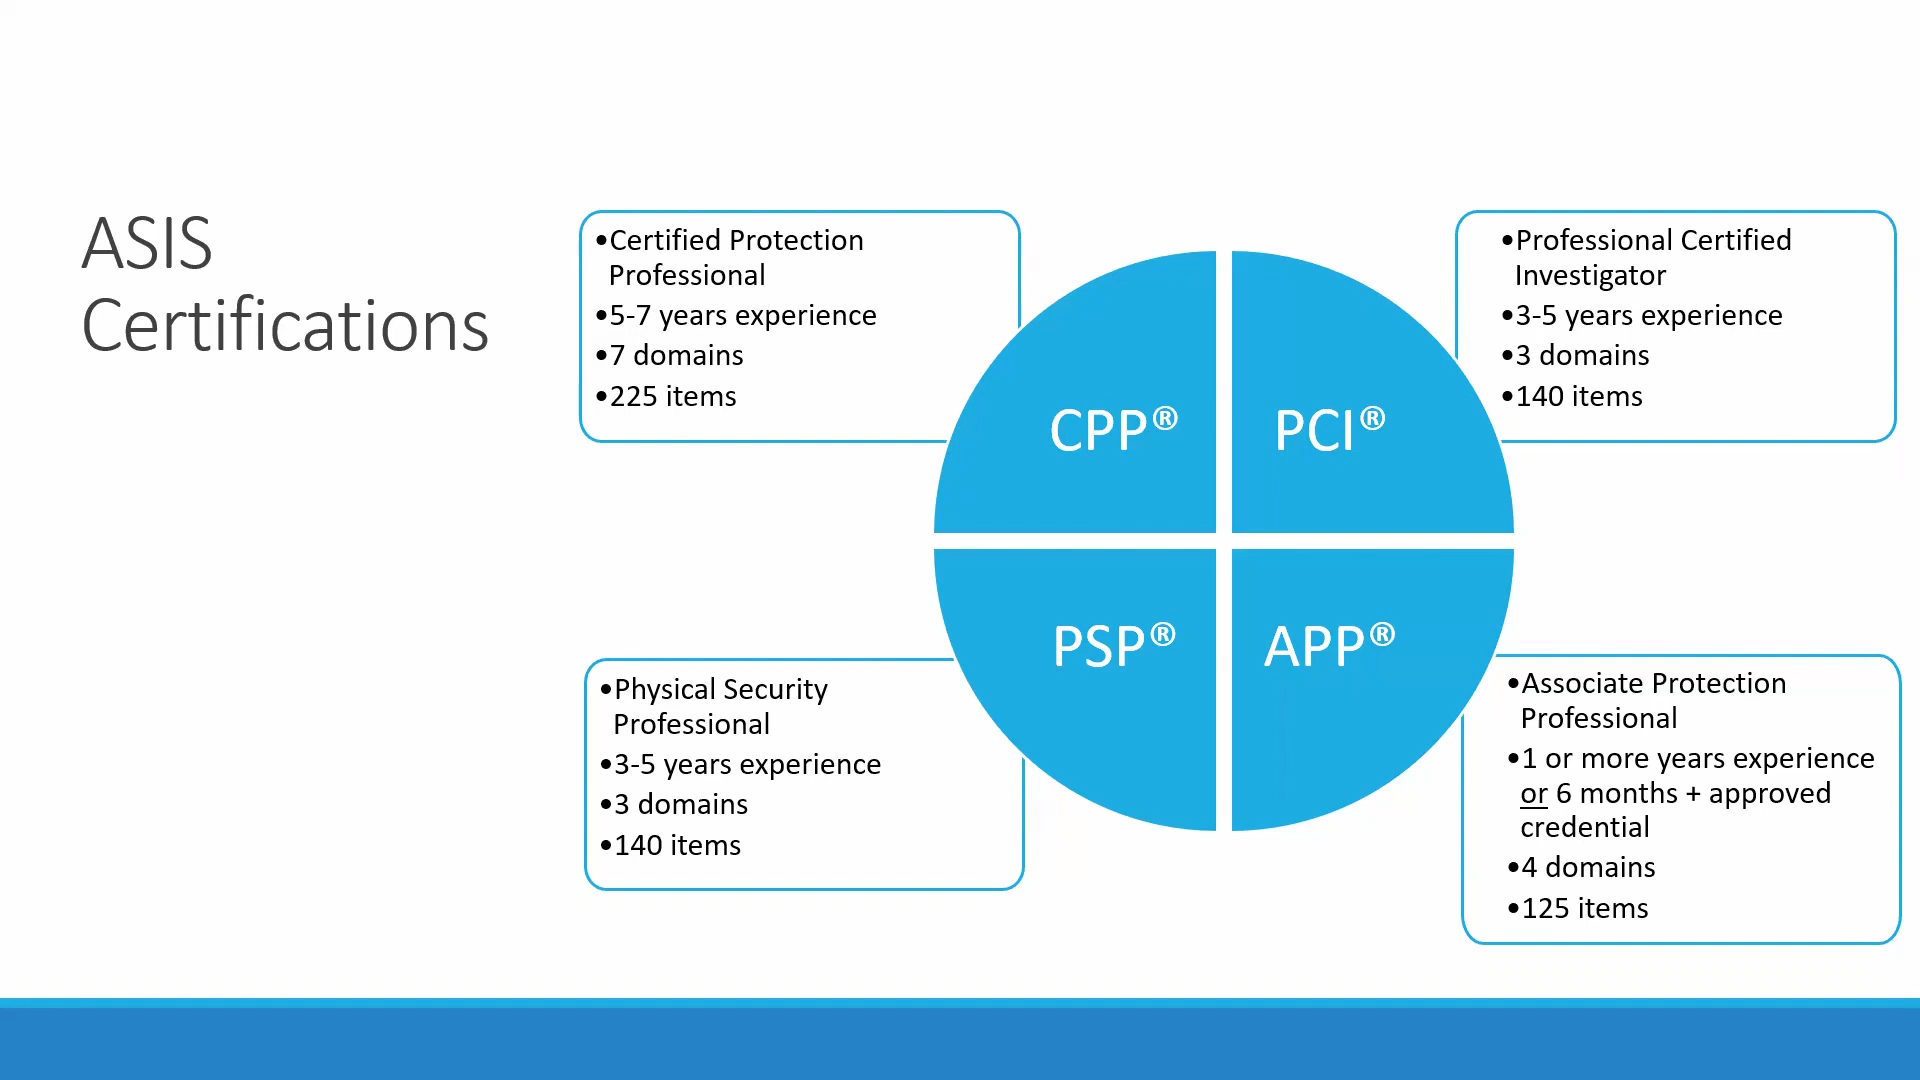 ASIS
Certifications
•Certified Protection
Professional
•5-7 years experience
•7 domains
•225 items
CPP®
PCI®
•Professional Certified
Investigator
•3-5 years experience
•3 domains
•140 items
•Physical Security
Professional
•3-5 years experience
•3 domains
•140 items
PSP®
APP®
•Associate Protection
Professional
•1 or more years experience
or 6 months + approved
credential
•4 domains
•125 items